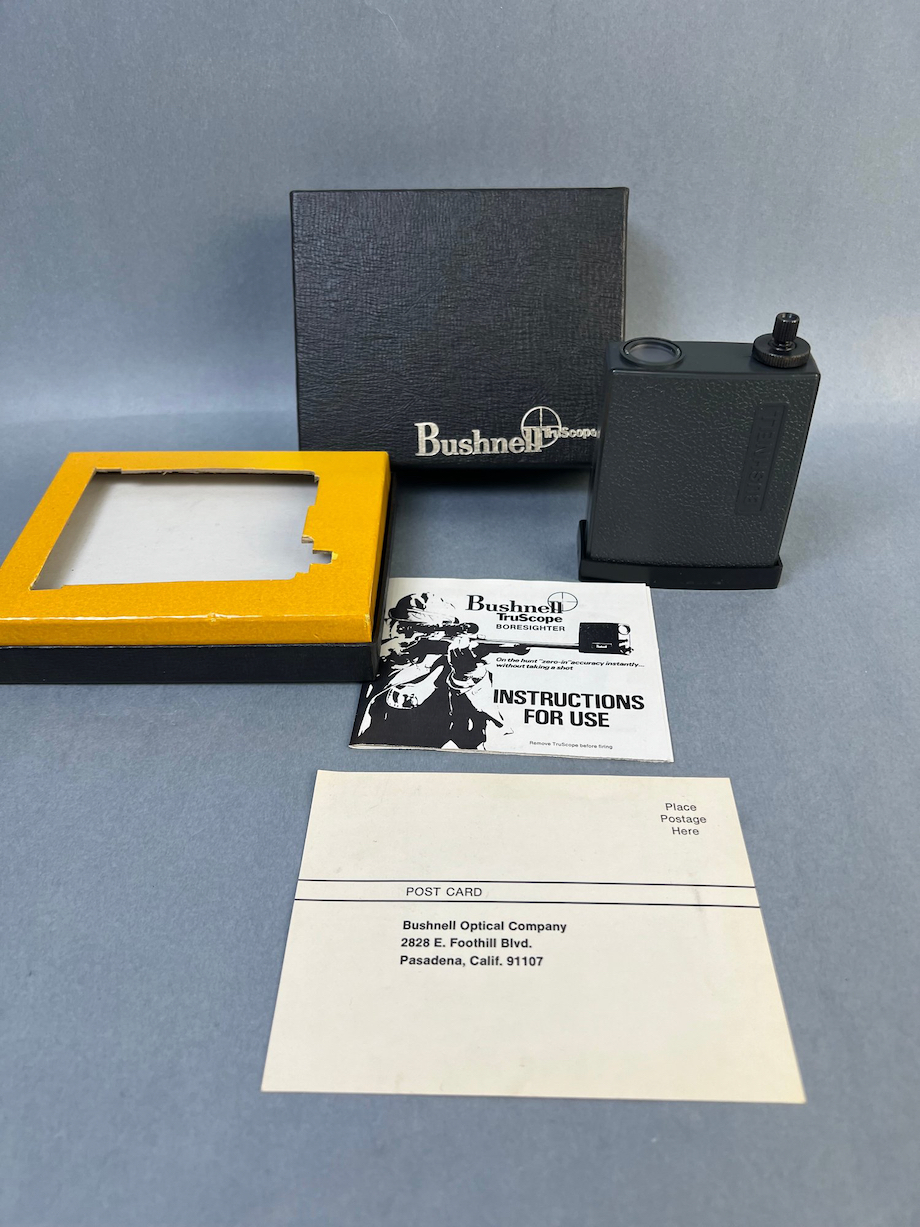 Bushnell TruScope
TRUSCOPE
Bushnell
TruScope
BORESIGHTER
On the hunt "zero-in" accuracy instantly...
without taking a shot
INSTRUCTIONS
FOR USE
Remove TruScope before firing
Place
Postage
Here
POST CARD
Bushnell Optical Company
2828 E. Foothill Blvd.
Pasadena, Calif. 91107